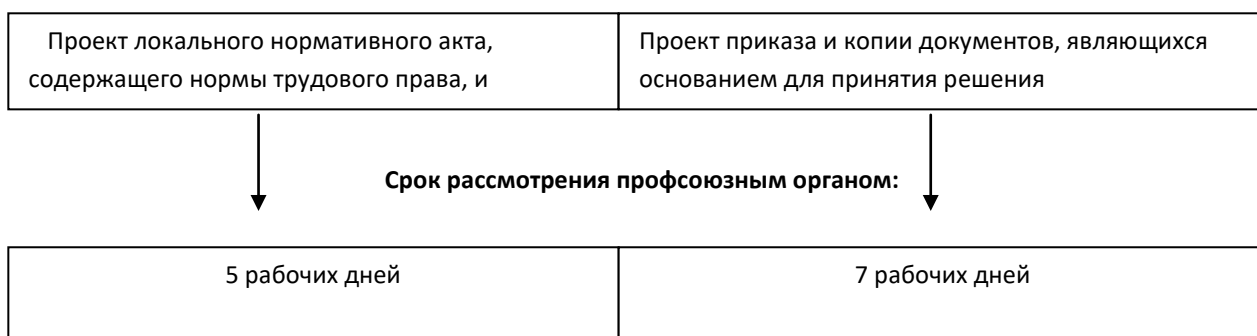 Проект локального нормативного акта,
содержащего нормы трудового права, и
Проект приказа и копии документов, являющихся
основанием для принятия решения
Срок рассмотрения профсоюзным органом:
5 рабочих дней
7 рабочих дней